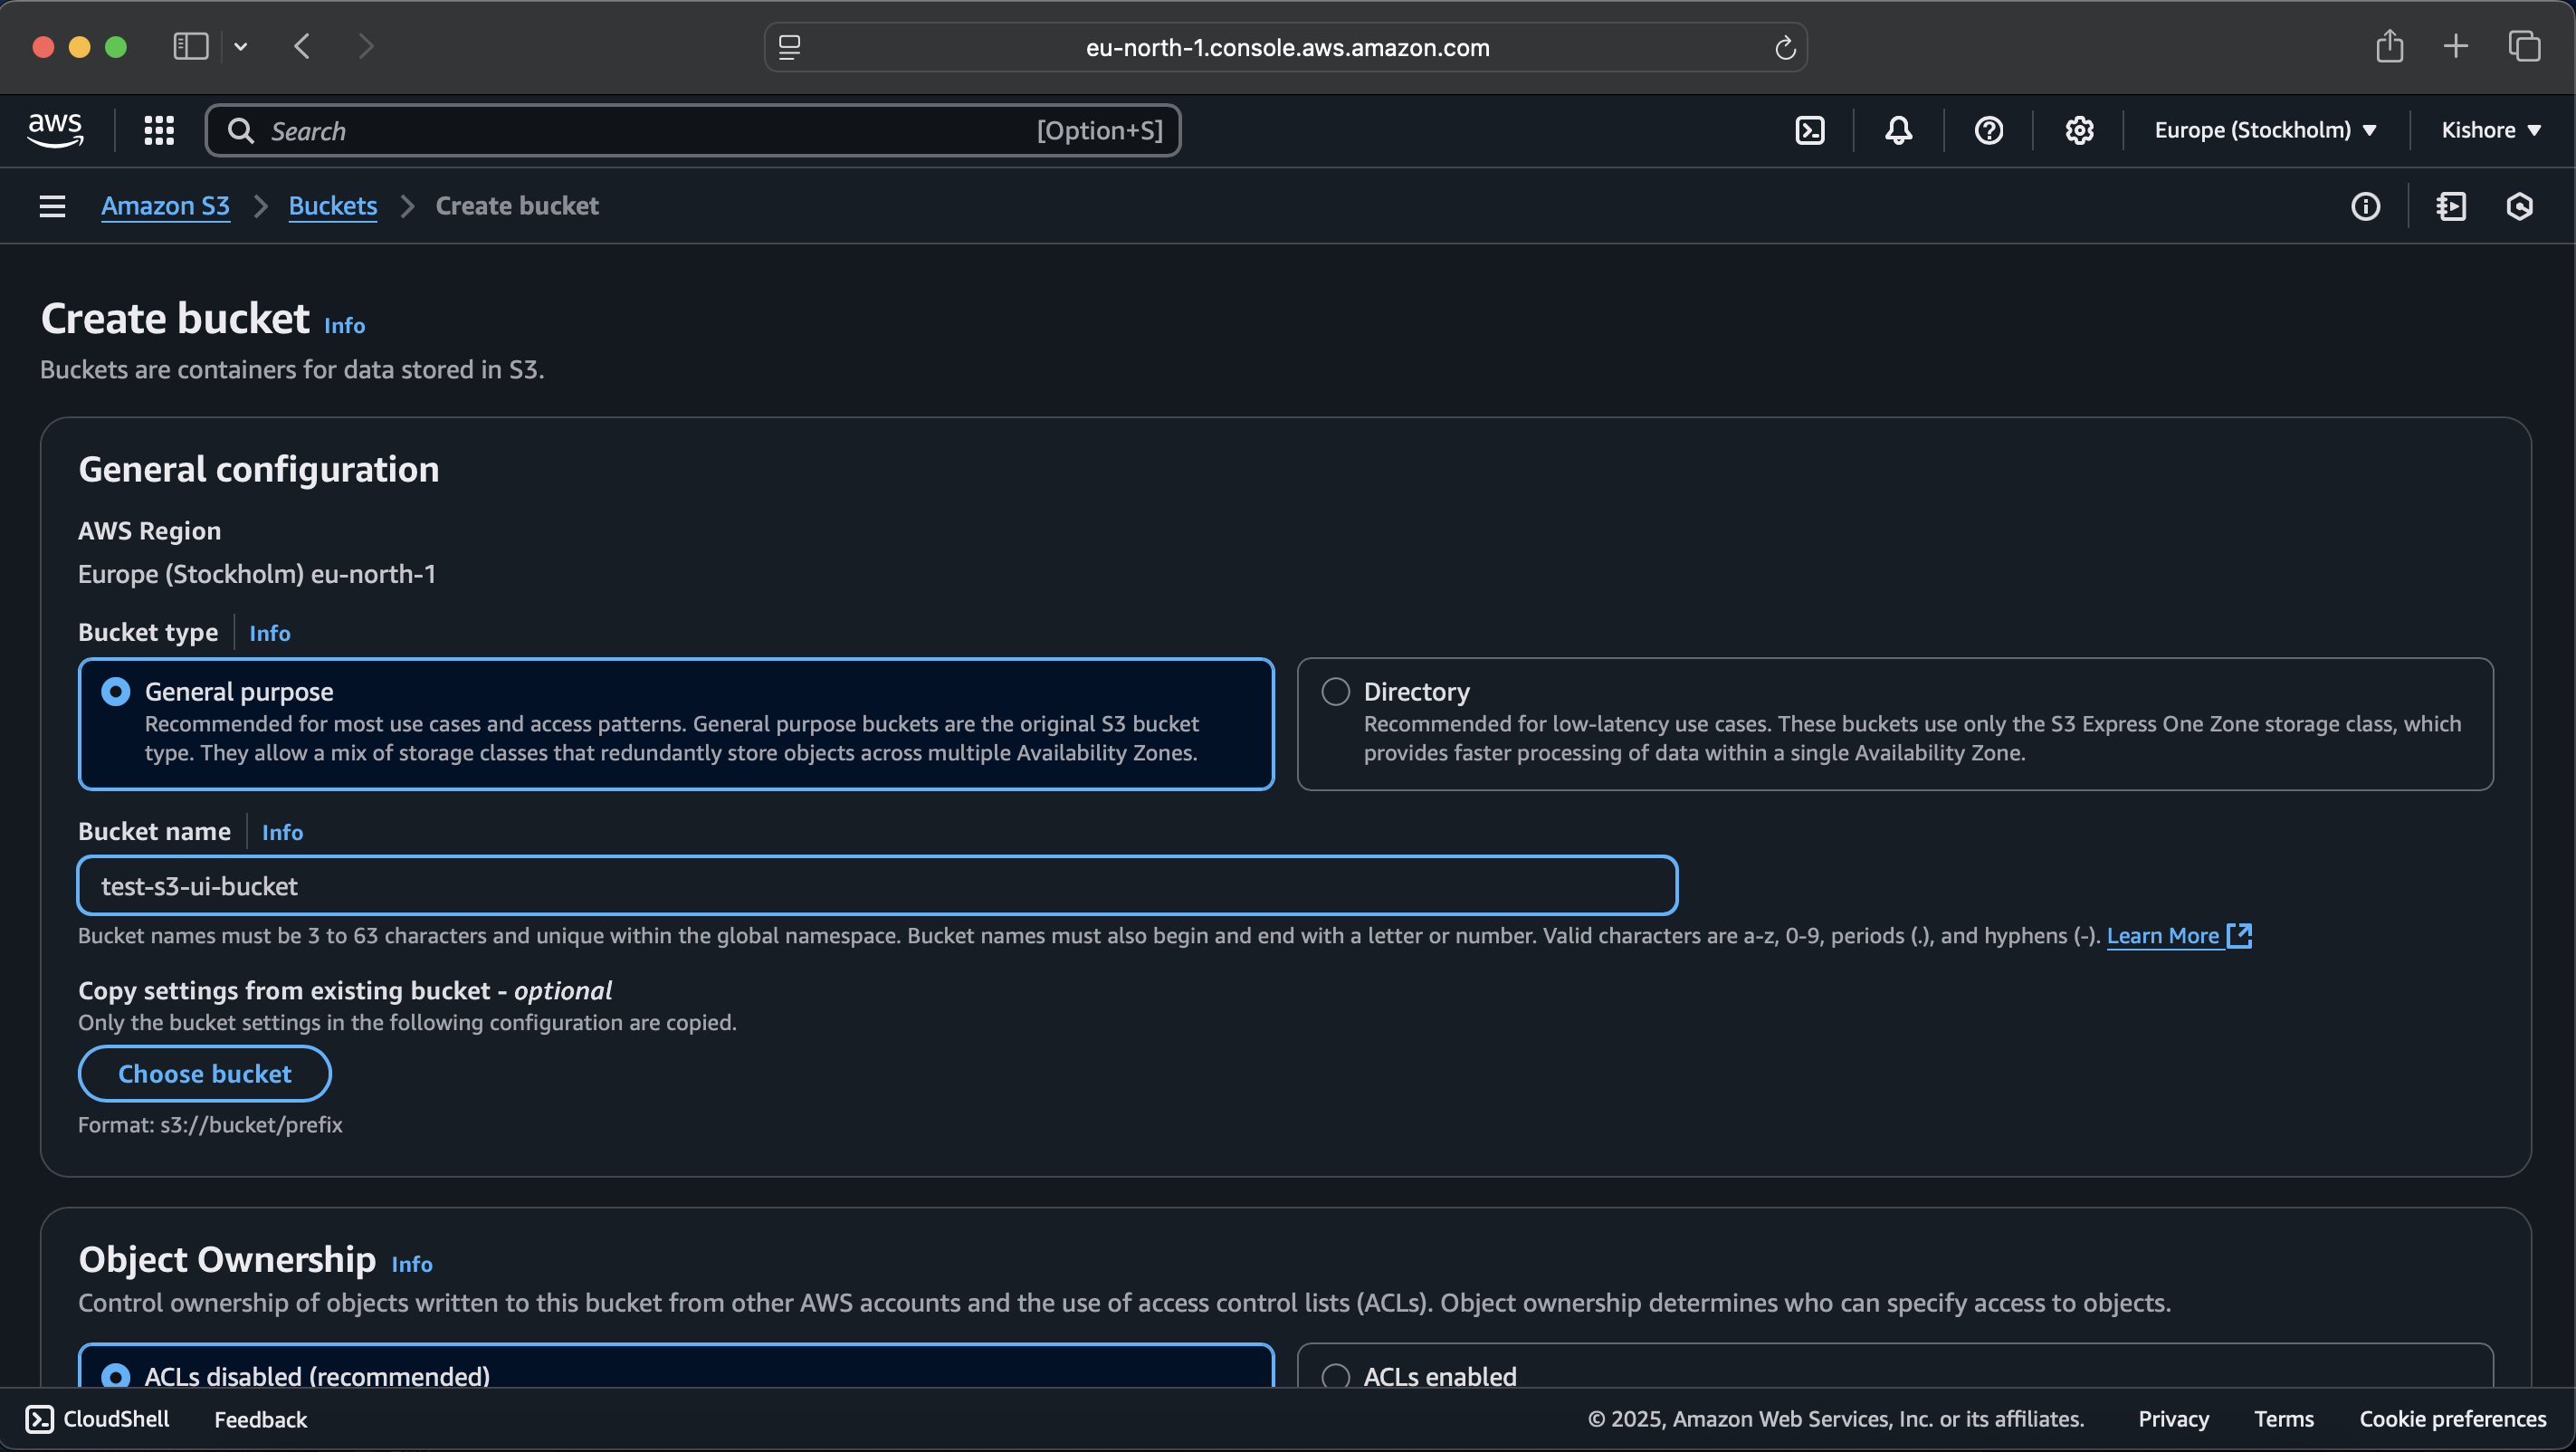 eu-north-1.console.aws.amazon.com
aws
Search
[Option+S]
Europe (Stockholm)
Kishore
Amazon S3
Buckets
Create bucket
Create bucket Info
Buckets are containers for data stored in S3.
General configuration
AWS Region
Europe (Stockholm) eu-north-1
Bucket type
Info
General purpose
Recommended for most use cases and access patterns. General purpose buckets are the original S3 bucket
type. They allow a mix of storage classes that redundantly store objects across multiple Availability Zones.
Directory
Recommended for low-latency use cases. These buckets use only the S3 Express One Zone storage class, which
provides faster processing of data within a single Availability Zone.
Bucket name
Info
test-s3-ui-bucket
Bucket names must be 3 to 63 characters and unique within the global namespace. Bucket names must also begin and end with a letter or number. Valid characters are a-z, 0-9, periods (.), and hyphens (-). Learn More
Copy settings from existing bucket - optional
Only the bucket settings in the following configuration are copied.
Choose bucket
Format: s3://bucket/prefix
Object Ownership Info
Control ownership of objects written to this bucket from other AWS accounts and the use of access control lists (ACLs). Object ownership determines who can specify access to objects.
ACLs disabled (recommended)
ACLs enabled
CloudShell
Feedback
© 2025, Amazon Web Services, Inc. or its affiliates.
Privacy
Terms
Cookie preferences